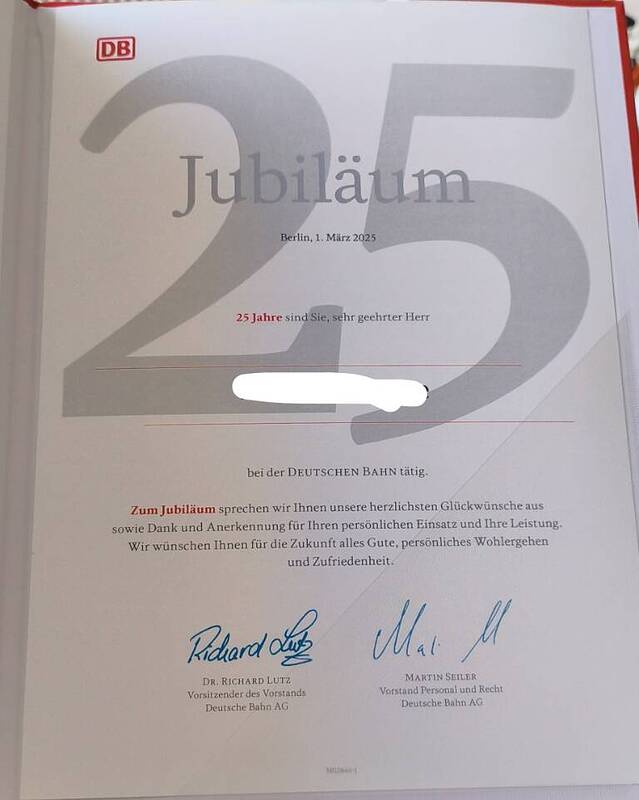 DB
25
Jubiläum
Berlin, 1. März 2025
25 Jahre sind Sie, sehr geehrter Herr
bei der DEUTSCHEN BAHN tätig.
Zum Jubiläum sprechen wir Ihnen unsere herzlichsten Glückwünsche aus
sowie Dank und Anerkennung für Ihren persönlichen Einsatz und Ihre Leistung.
Wir wünschen Ihnen für die Zukunft alles Gute, persönliches Wohlergehen
und Zufriedenheit.
Richard Lutz
DR. RICHARD LUTZ
Vorsitzender des Vorstands
Deutsche Bahn AG
MARTIN SEILER
Vorstand Personal und Recht
Deutsche Bahn AG